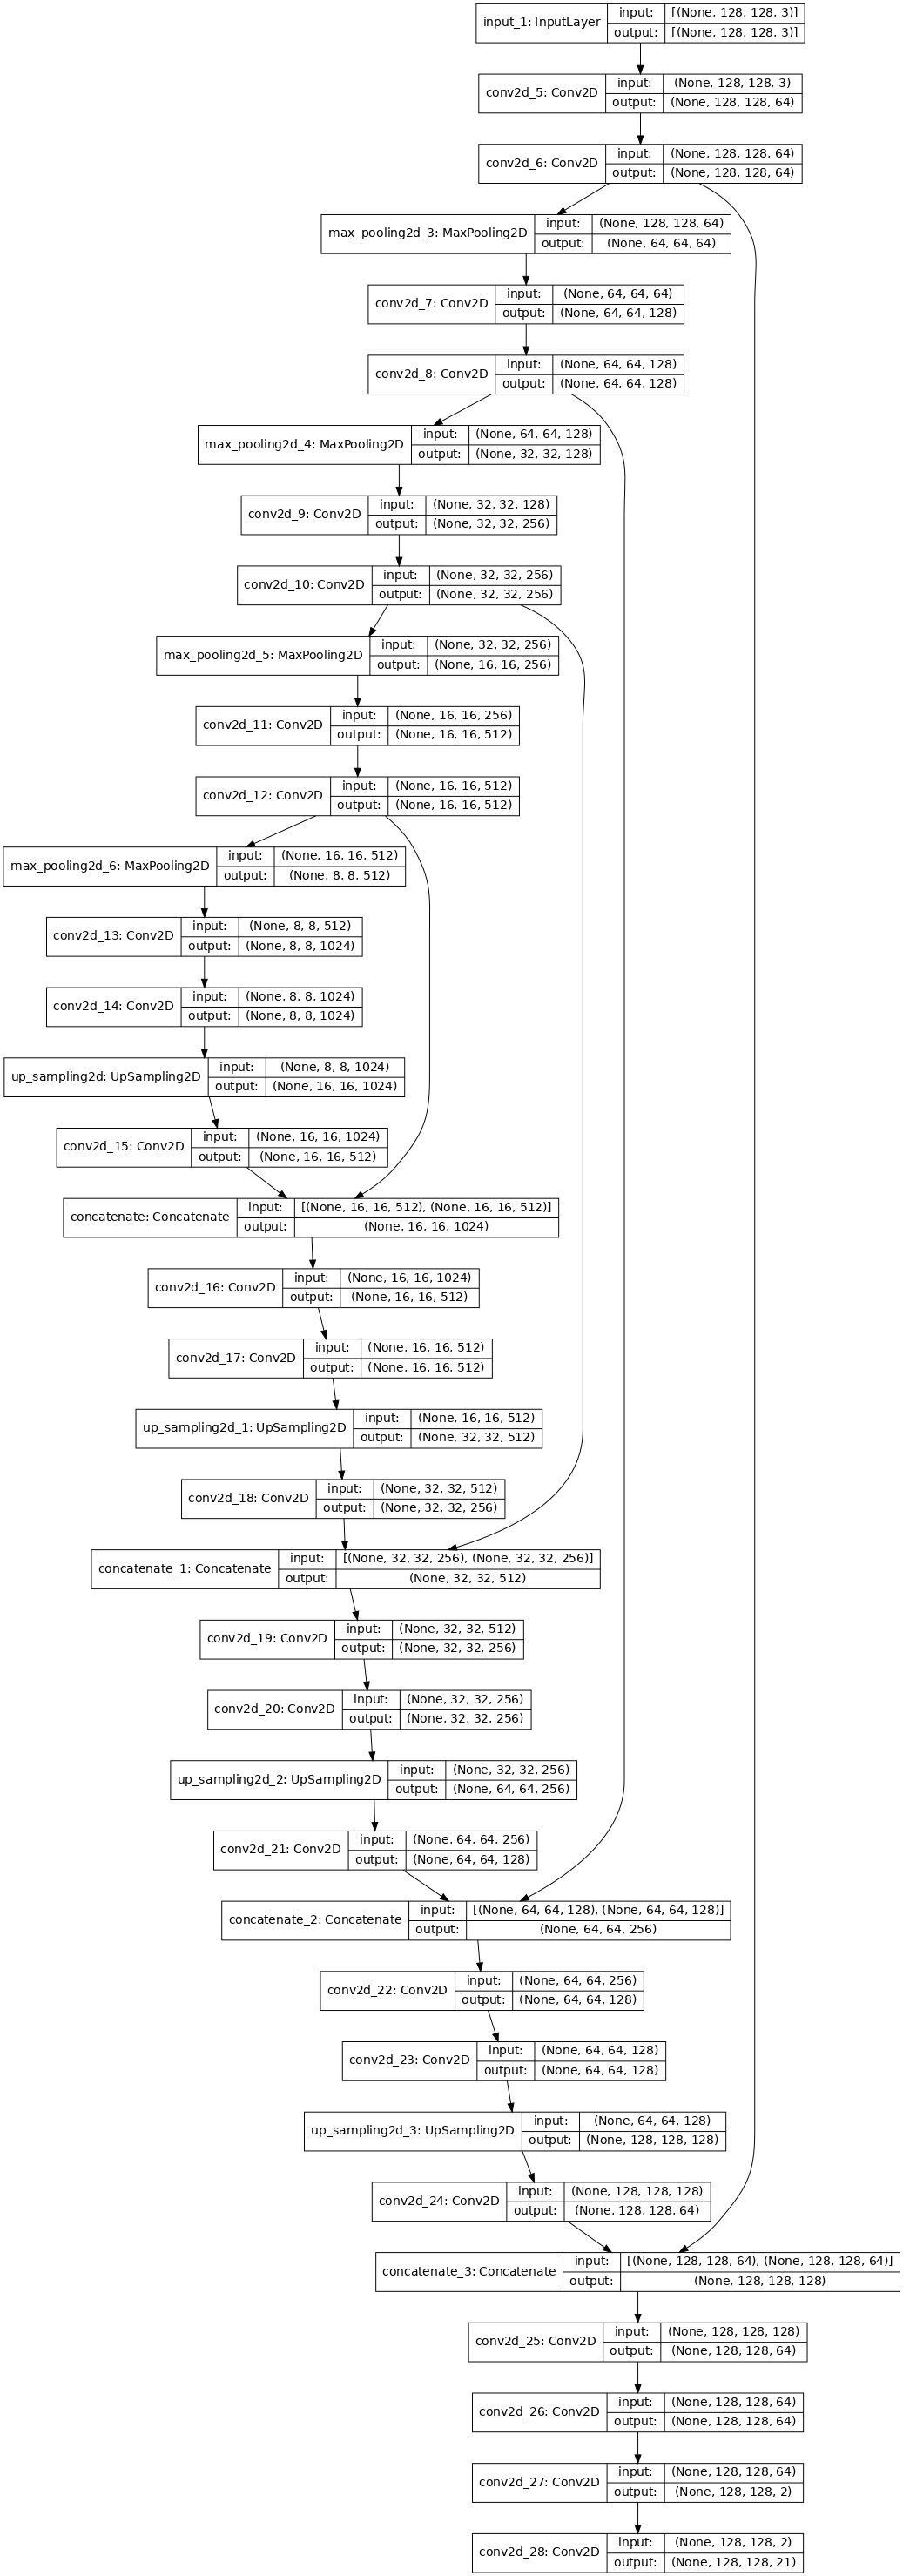 input_1: InputLayer input: [(None, 128, 128, 3)]
output: [(None, 128, 128, 3)]
conv2d_5: Conv2D input: (None, 128, 128, 3)
output: (None, 128, 128, 64)
conv2d_6: Conv2D input: (None, 128, 128, 64)
output: (None, 128, 128, 64)
max_pooling2d_3: MaxPooling2D input: (None, 128, 128, 64)
output: (None, 64, 64, 64)
conv2d_7: Conv2D input: (None, 64, 64, 64)
output: (None, 64, 64, 128)
conv2d_8: Conv2D input: (None, 64, 64, 128)
output: (None, 64, 64, 128)
max_pooling2d_4: MaxPooling2D input: (None, 64, 64, 128)
output: (None, 32, 32, 128)
conv2d_9: Conv2D input: (None, 32, 32, 128)
output: (None, 32, 32, 256)
conv2d_10: Conv2D input: (None, 32, 32, 256)
output: (None, 32, 32, 256)
max_pooling2d_5: MaxPooling2D input: (None, 32, 32, 256)
output: (None, 16, 16, 256)
conv2d_11: Conv2D input: (None, 16, 16, 256)
output: (None, 16, 16, 512)
conv2d_12: Conv2D input: (None, 16, 16, 512)
output: (None, 16, 16, 512)
max_pooling2d_6: MaxPooling2D input: (None, 16, 16, 512)
output: (None, 8, 8, 512)
conv2d_13: Conv2D input: (None, 8, 8, 512)
output: (None, 8, 8, 1024)
conv2d_14: Conv2D input: (None, 8, 8, 1024)
output: (None, 8, 8, 1024)
up_sampling2d: UpSampling2D input: (None, 8, 8, 1024)
output: (None, 16, 16, 1024)
conv2d_15: Conv2D input: (None, 16, 16, 1024)
output: (None, 16, 16, 512)
concatenate: Concatenate input: [(None, 16, 16, 512), (None, 16, 16, 512)]
output: (None, 16, 16, 1024)
conv2d_16: Conv2D input: (None, 16, 16, 1024)
output: (None, 16, 16, 512)
conv2d_17: Conv2D input: (None, 16, 16, 512)
output: (None, 16, 16, 512)
up_sampling2d_1: UpSampling2D input: (None, 16, 16, 512)
output: (None, 32, 32, 512)
conv2d_18: Conv2D input: (None, 32, 32, 512)
output: (None, 32, 32, 256)
concatenate_1: Concatenate input: [(None, 32, 32, 256), (None, 32, 32, 256)]
output: (None, 32, 32, 512)
conv2d_19: Conv2D input: (None, 32, 32, 512)
output: (None, 32, 32, 256)
conv2d_20: Conv2D input: (None, 32, 32, 256)
output: (None, 32, 32, 256)
up_sampling2d_2: UpSampling2D input: (None, 32, 32, 256)
output: (None, 64, 64, 256)
conv2d_21: Conv2D input: (None, 64, 64, 256)
output: (None, 64, 64, 128)
concatenate_2: Concatenate input: [(None, 64, 64, 128), (None, 64, 64, 128)]
output: (None, 64, 64, 256)
conv2d_22: Conv2D input: (None, 64, 64, 256)
output: (None, 64, 64, 128)
conv2d_23: Conv2D input: (None, 64, 64, 128)
output: (None, 64, 64, 128)
up_sampling2d_3: UpSampling2D input: (None, 64, 64, 128)
output: (None, 128, 128, 128)
conv2d_24: Conv2D input: (None, 128, 128, 128)
output: (None, 128, 128, 64)
concatenate_3: Concatenate input: [(None, 128, 128, 64), (None, 128, 128, 64)]
output: (None, 128, 128, 128)
conv2d_25: Conv2D input: (None, 128, 128, 128)
output: (None, 128, 128, 64)
conv2d_26: Conv2D input: (None, 128, 128, 64)
output: (None, 128, 128, 64)
conv2d_27: Conv2D input: (None, 128, 128, 64)
output: (None, 128, 128, 2)
conv2d_28: Conv2D input: (None, 128, 128, 2)
output: (None, 128, 128, 21)